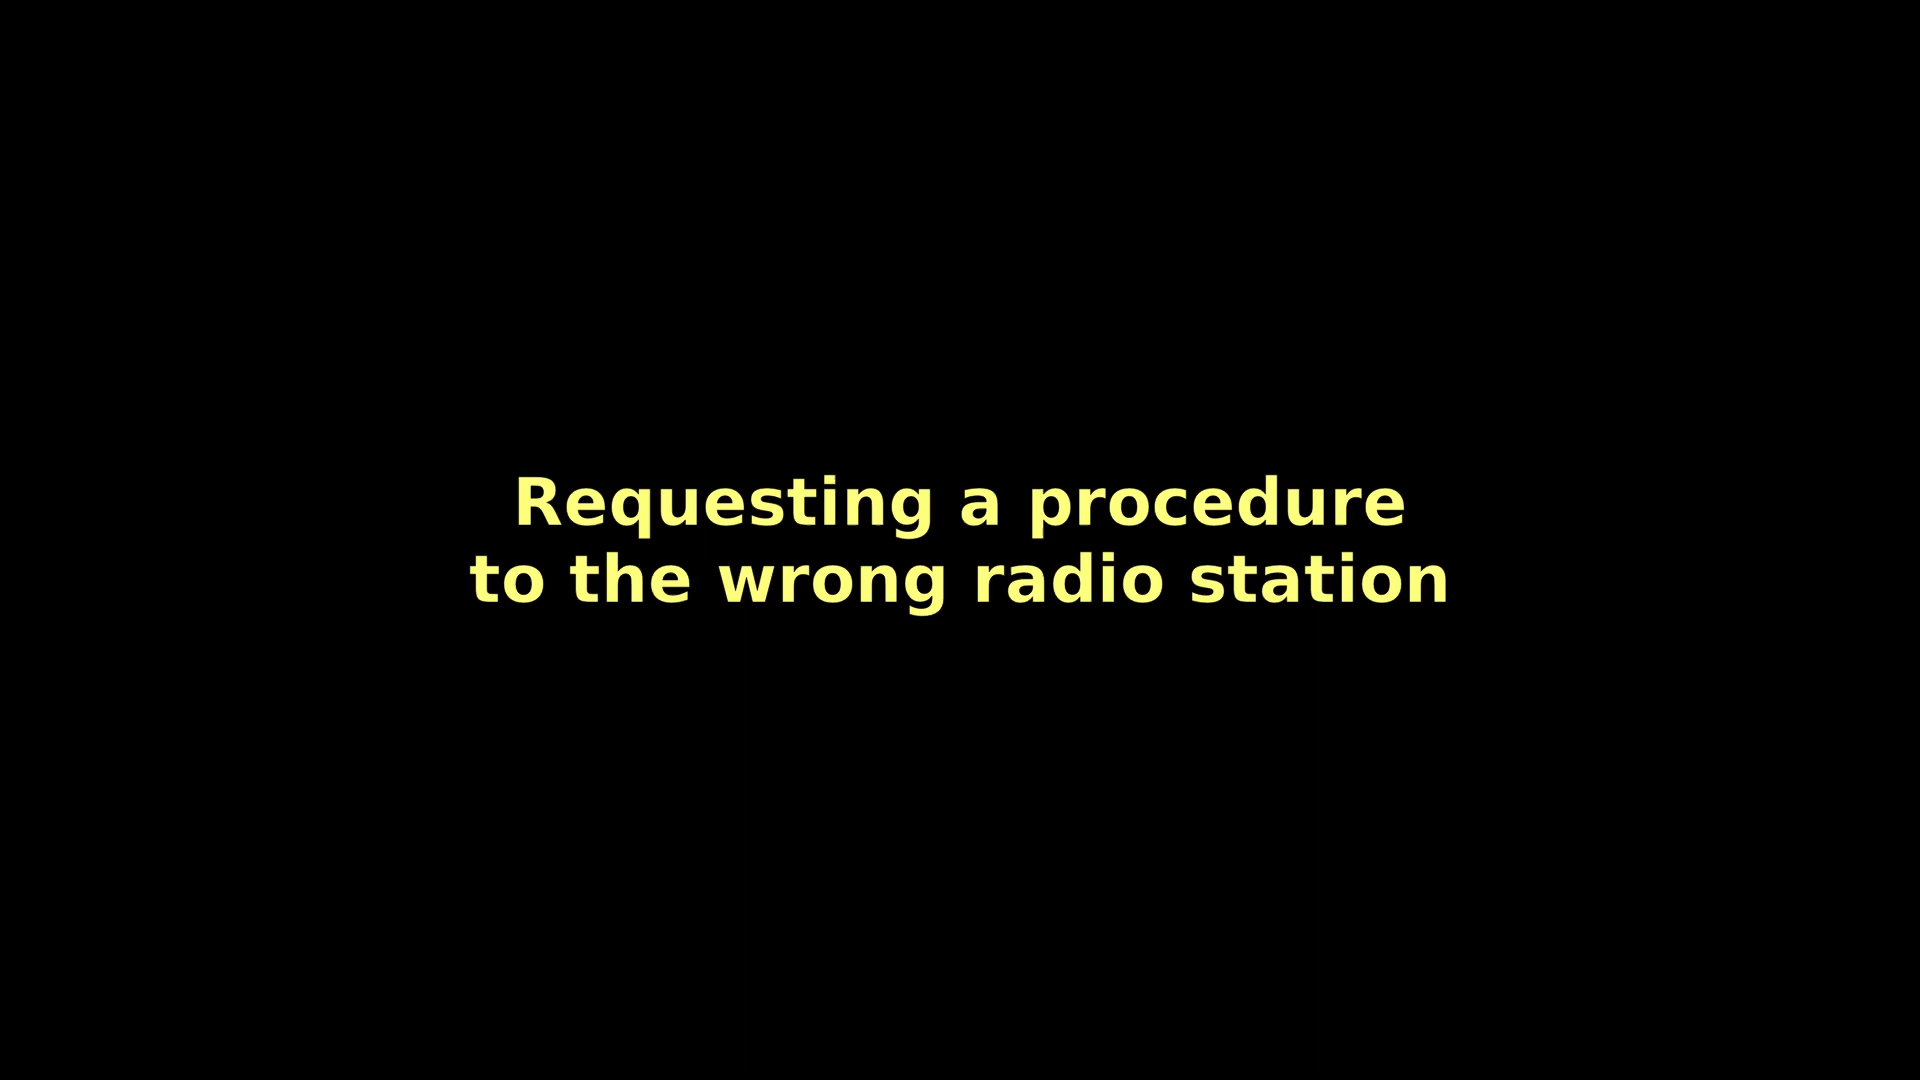 Requesting a procedure
to the wrong radio station